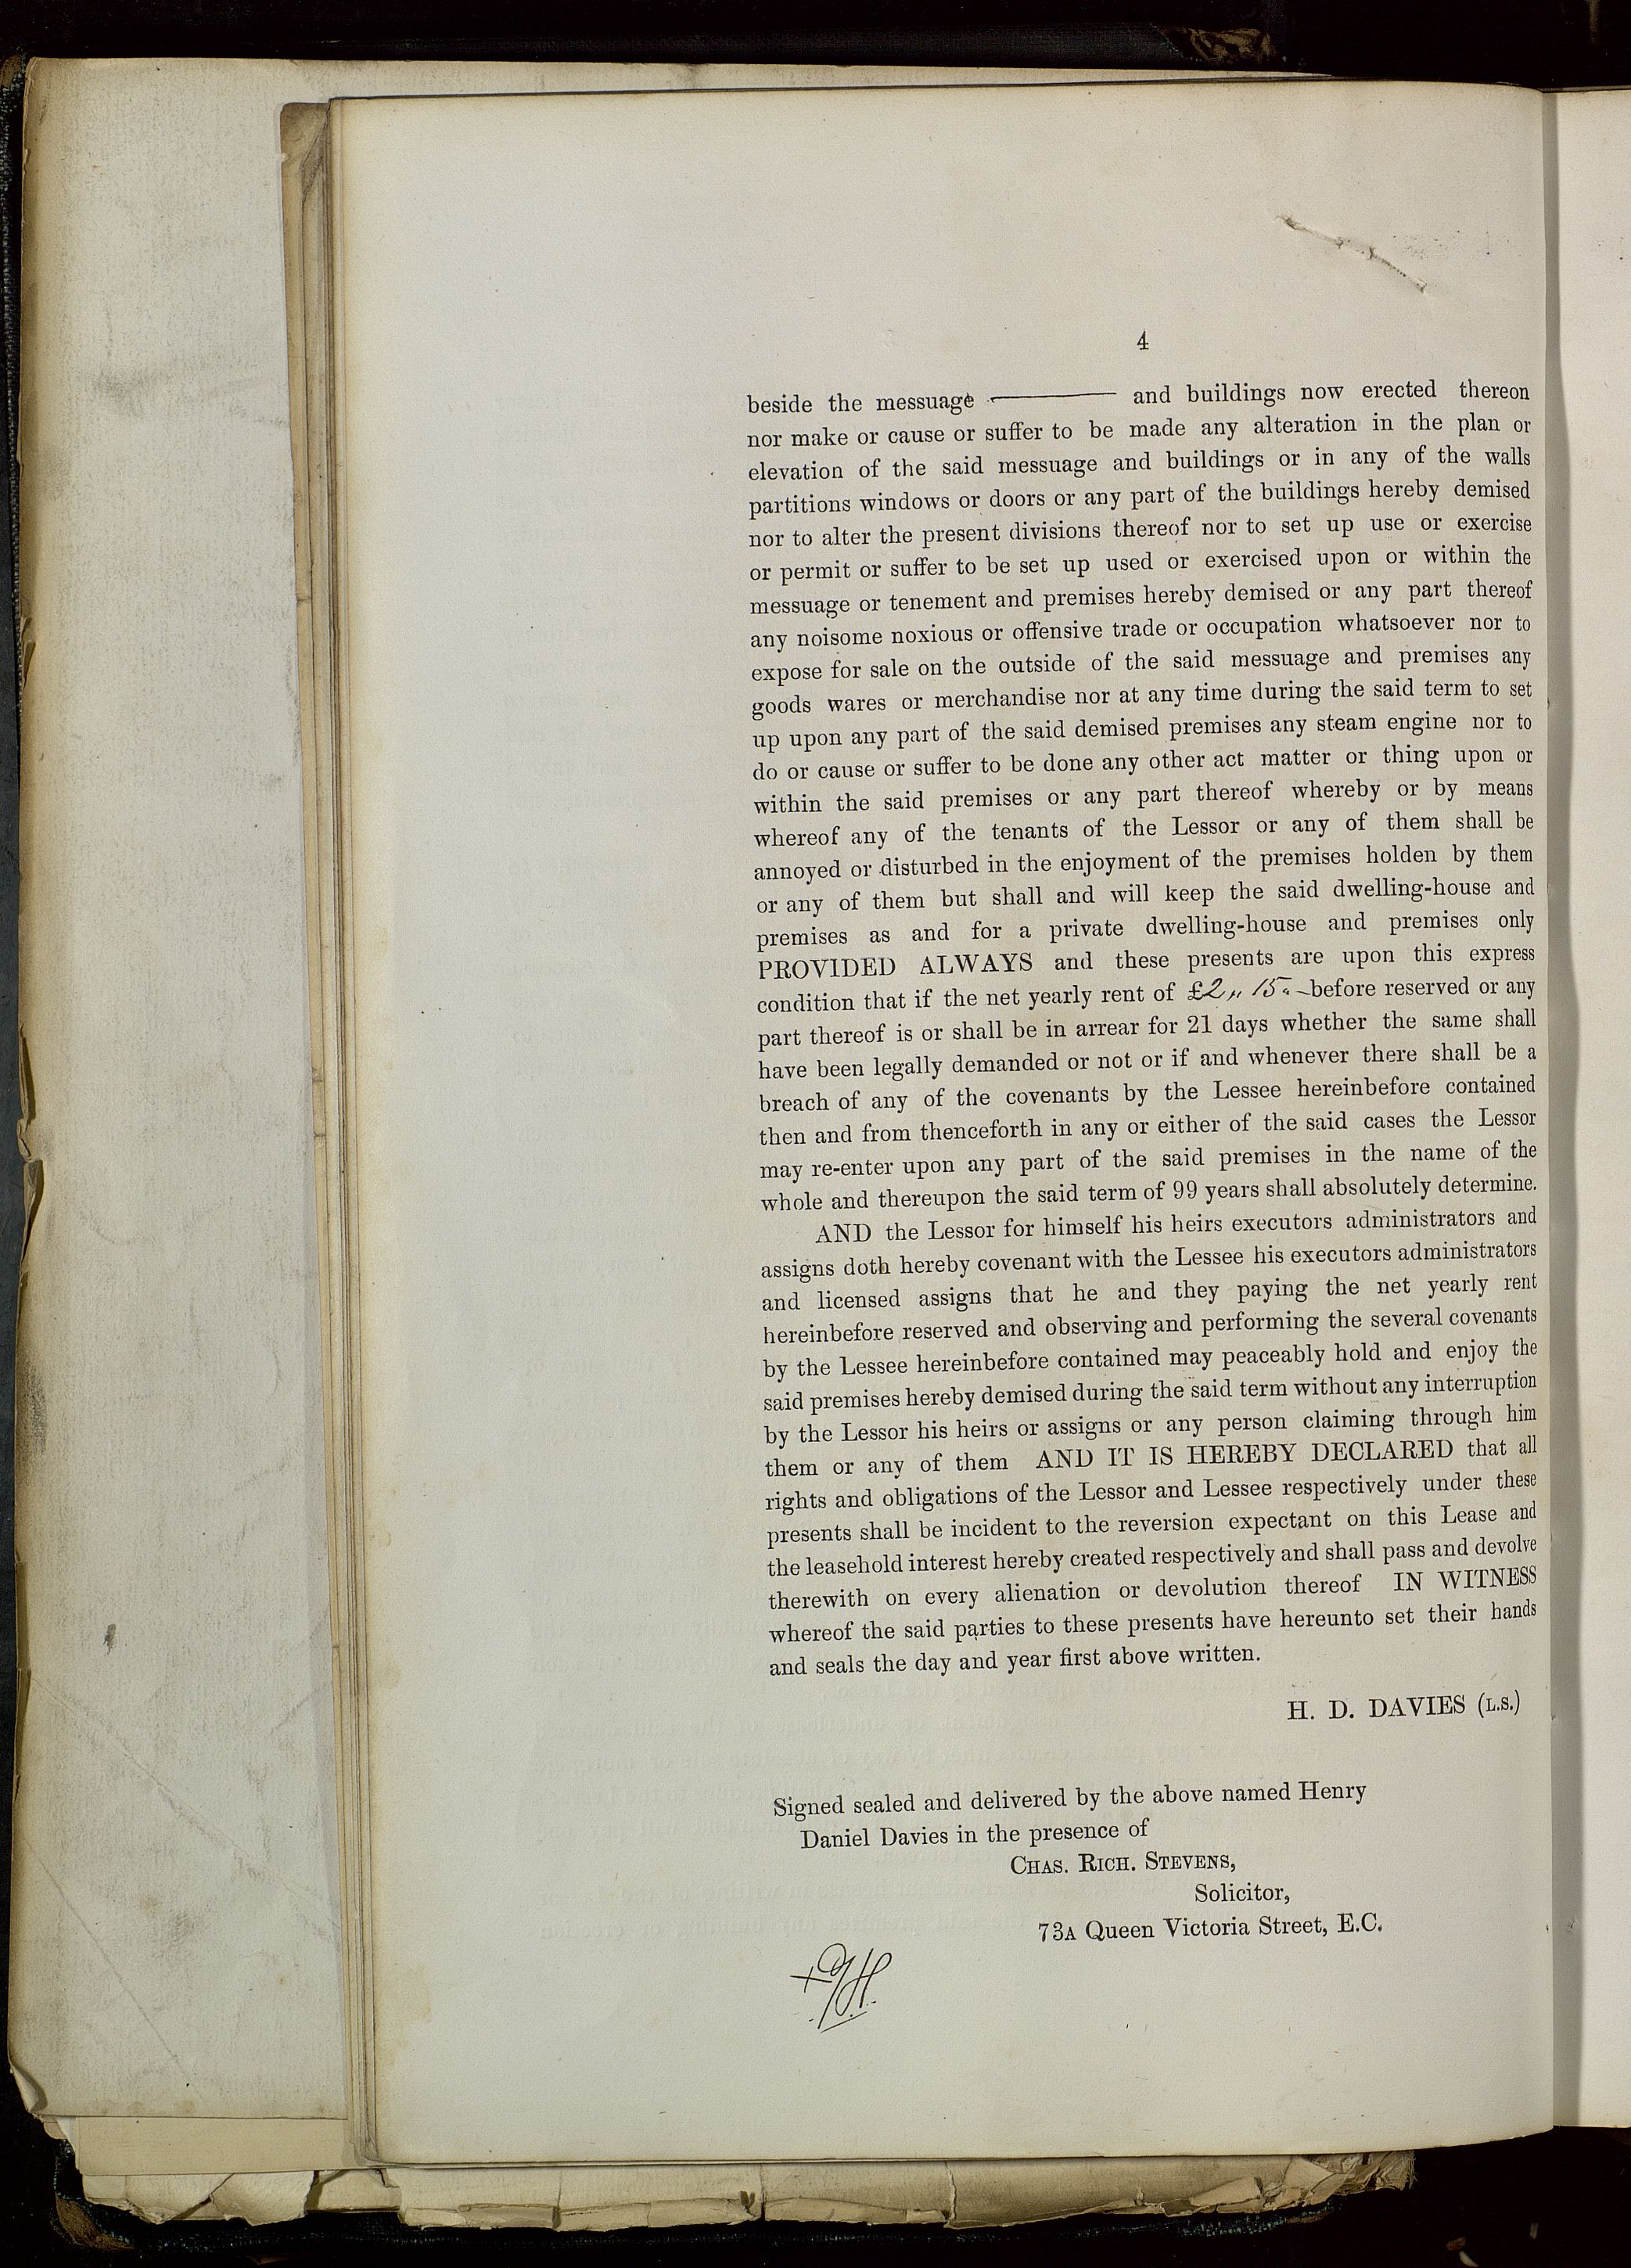 4
beside the messuage ——— and buildings now erected thereon
nor make or cause or suffer to be made any alteration in the plan or
elevation of the said messuage and buildings or in any of the walls
partitions windows or doors or any part of the buildings hereby demised
nor to alter the present divisions thereof nor to set up use or exercise
or permit or suffer to be set up used or exercised upon or within the
messuage or tenement and premises hereby demised or any part thereof
any noisome noxious or offensive trade or occupation whatsoever nor to
expose for sale on the outside of the said messuage and premises any
goods wares or merchandise nor at any time during the said term to set
up upon any part of the said demised premises any steam engine nor to
do or cause or suffer to be done any other act matter or thing upon or
within the said premises or any part thereof whereby or by means
whereof any of the tenants of the Lessor or any of them shall be
annoyed or disturbed in the enjoyment of the premises holden by them
or any of them but shall and will keep the said dwelling-house and
premises as and for a private dwelling-house and premises only
PROVIDED ALWAYS and these presents are upon this express
condition that if the net yearly rent of £2 „ 15 „ – before reserved or any
part thereof is or shall be in arrear for 21 days whether the same shall
have been legally demanded or not or if and whenever there shall be a
breach of any of the covenants by the Lessee hereinbefore contained
then and from thenceforth in any or either of the said cases the Lessor
may re-enter upon any part of the said premises in the name of the
whole and thereupon the said term of 99 years shall absolutely determine.
AND the Lessor for himself his heirs executors administrators and
assigns doth hereby covenant with the Lessee his executors administrators
and licensed assigns that he and they paying the net yearly rent
hereinbefore reserved and observing and performing the several covenants
by the Lessee hereinbefore contained may peaceably hold and enjoy the
said premises hereby demised during the said term without any interruption
by the Lessor his heirs or assigns or any person claiming through him
them or any of them AND IT IS HEREBY DECLARED that all
rights and obligations of the Lessor and Lessee respectively under these
presents shall be incident to the reversion expectant on this Lease and
the leasehold interest hereby created respectively and shall pass and devolve
therewith on every alienation or devolution thereof IN WITNESS
whereof the said parties to these presents have hereunto set their hands
and seals the day and year first above written.
H. D. DAVIES (L.S.)
Signed sealed and delivered by the above named Henry
Daniel Davies in the presence of
CHAS. RICH. STEVENS,
Solicitor,
73A Queen Victoria Street, E.C.